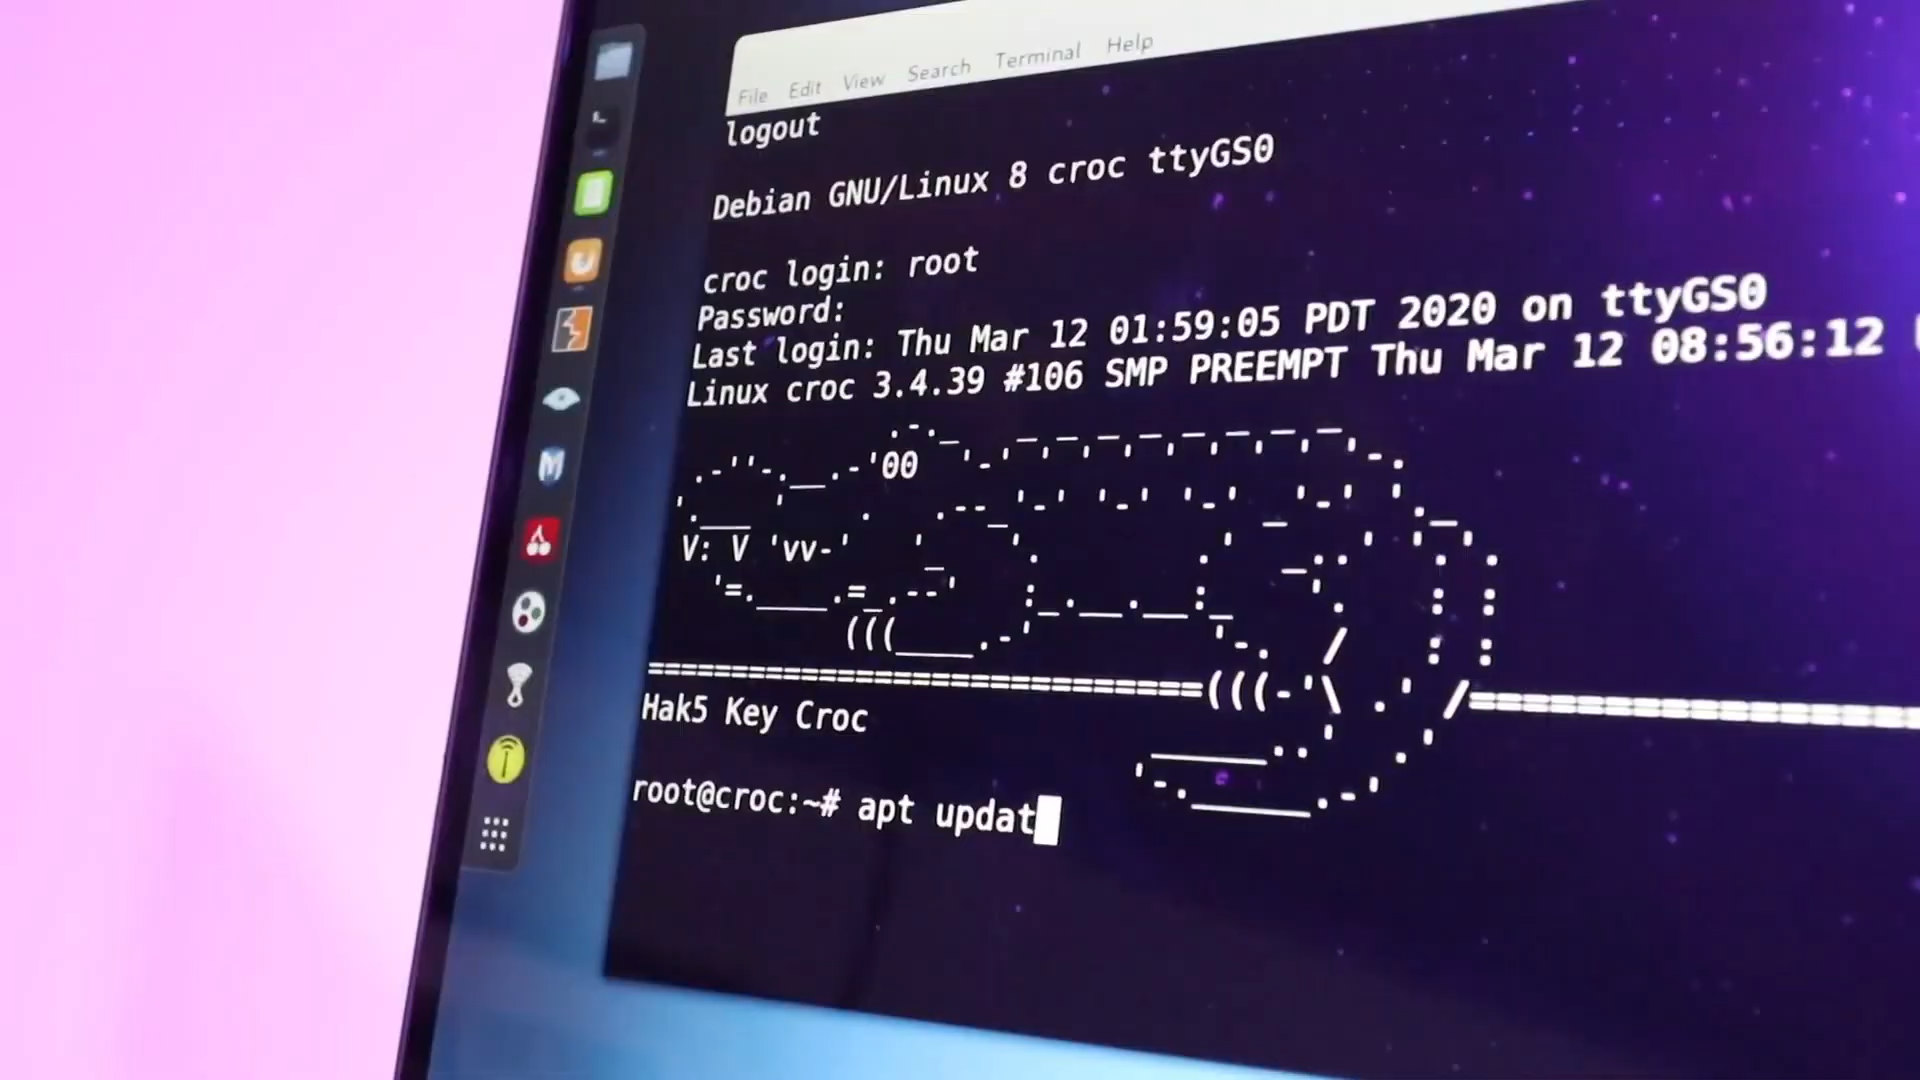 File Edit View Search Terminal Help
logout
Debian GNU/Linux 8 croc ttyGS0
croc login: root
Password:
Last login: Thu Mar 12 01:59:05 PDT 2020 on ttyGS0
Linux croc 3.4.39 #106 SMP PREEMPT Thu Mar 12 08:56:12
Hak5 Key Croc
root@croc:~# apt updat